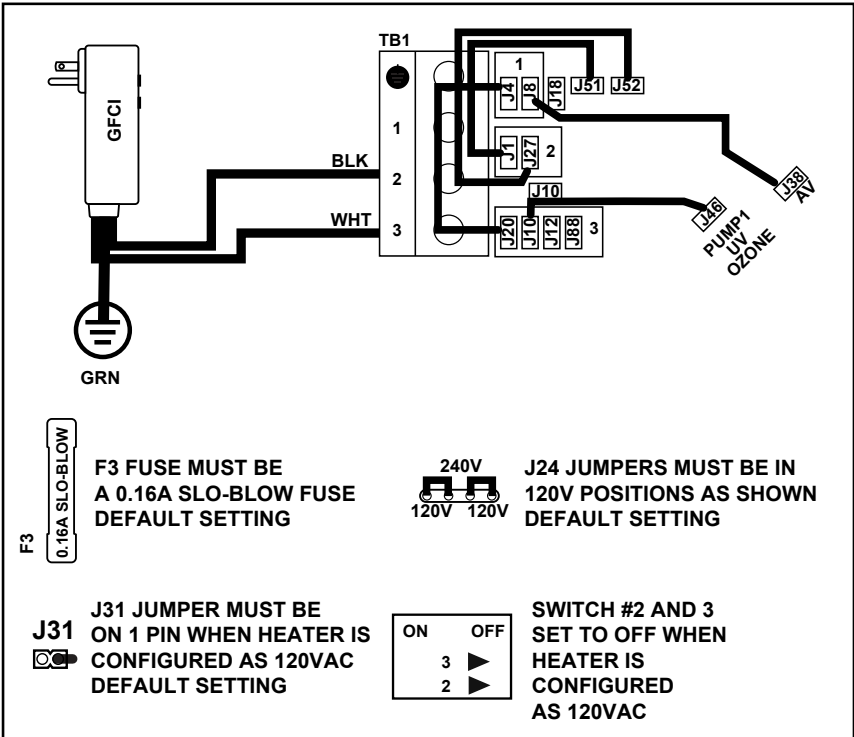 TB1
GFCI
1
2
3
BLK
WHT
GRN
1
J4
J8
J18
J51
J52
J1
J27
2
J10
J20
J10
J12
J88
3
J38
AV
J46
PUMP1
UV
OZONE
F3
0.16A SLO-BLOW
F3 FUSE MUST BE
A 0.16A SLO-BLOW FUSE
DEFAULT SETTING
240V
120V 120V
J24 JUMPERS MUST BE IN
120V POSITIONS AS SHOWN
DEFAULT SETTING
J31
J31 JUMPER MUST BE
ON 1 PIN WHEN HEATER IS
CONFIGURED AS 120VAC
DEFAULT SETTING
ON OFF
3
2
SWITCH #2 AND 3
SET TO OFF WHEN
HEATER IS
CONFIGURED
AS 120VAC